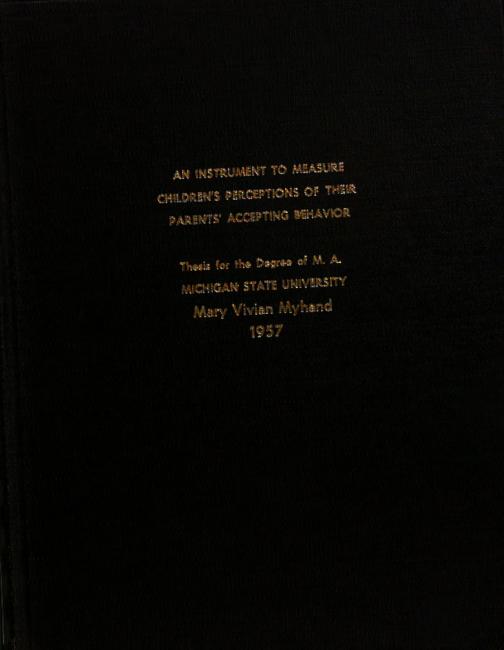 AN INSTRUMENT TO MEASURE
CHILDREN'S PERCEPTIONS OF THEIR
PARENTS' ACCEPTING BEHAVIOR
Thesis for the Degree of M. A.
MICHIGAN STATE UNIVERSITY
Mary Vivian Myhand
1957